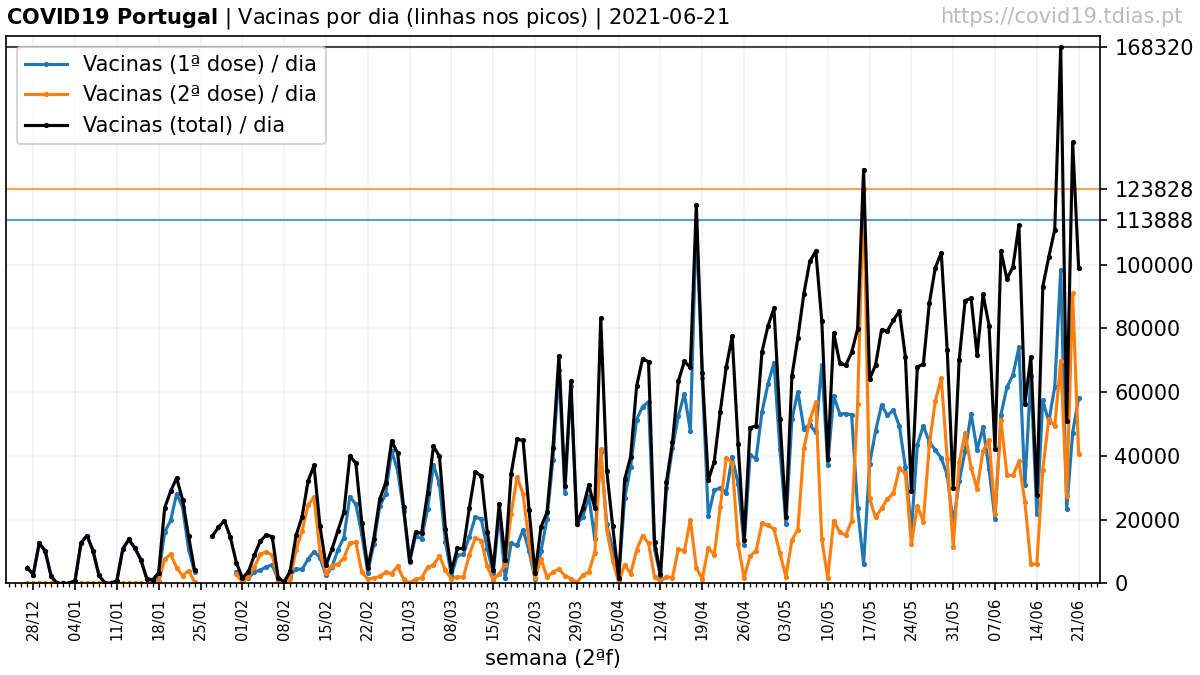 COVID19 Portugal | Vacinas por dia (linhas nos picos) | 2021-06-21
https://covid19.tdias.pt
Vacinas (1ª dose) / dia
Vacinas (2ª dose) / dia
Vacinas (total) / dia
168320
123828
113888
100000
80000
60000
40000
20000
0
28/12 04/01 11/01 18/01 25/01 01/02 08/02 15/02 22/02 01/03 08/03 15/03 22/03 29/03 05/04 12/04 19/04 26/04 03/05 10/05 17/05 24/05 31/05 07/06 14/06 21/06
semana (2ªf)